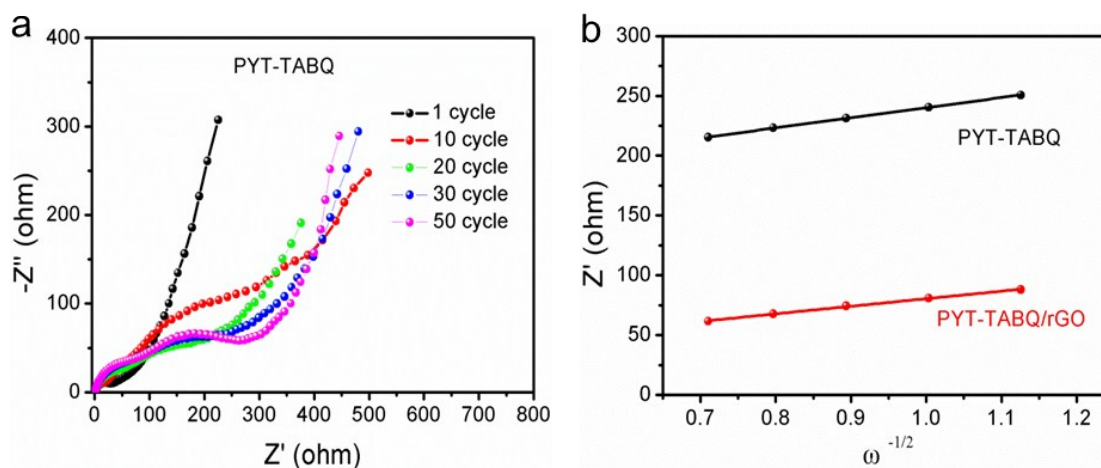 a
400
300
200
100
0
-Z'' (ohm)
PYT-TABQ
1 cycle
10 cycle
20 cycle
30 cycle
50 cycle
0 100 200 300 400 500 600 700 800
Z' (ohm)
b
300
250
200
150
100
50
0
Z' (ohm)
PYT-TABQ
PYT-TABQ/rGO
0.7 0.8 0.9 1.0 1.1 1.2
ω -1/2